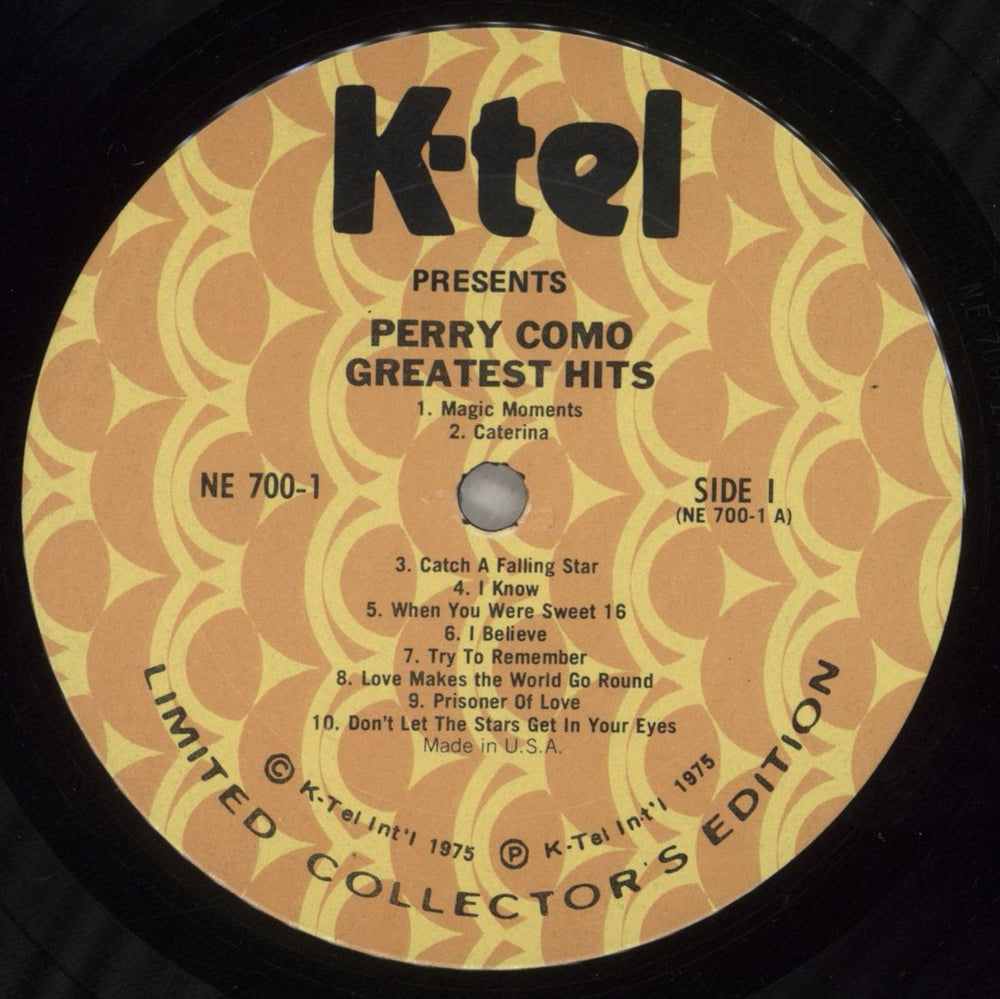 K-tel
PRESENTS
PERRY COMO
GREATEST HITS
1. Magic Moments
2. Caterina
NE 700-1
SIDE 1
(NE 700-1 A)
3. Catch A Falling Star
4. I Know
5. When You Were Sweet 16
6. I Believe
7. Try To Remember
8. Love Makes the World Go Round
9. Prisoner Of Love
10. Don't Let The Stars Get In Your Eyes
Made in U.S.A.
© K-Tel Int'l 1975 ℗ K-Tel Int'l 1975
LIMITED COLLECTOR'S EDITION